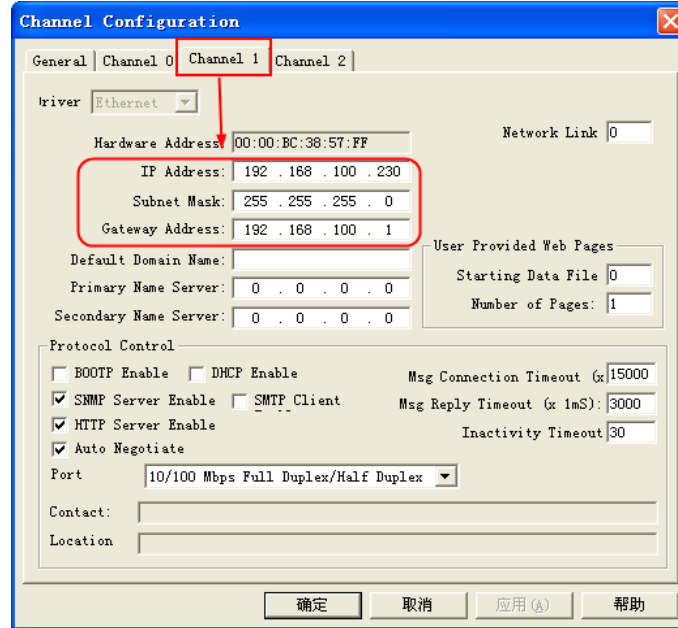 Channel Configuration
General Channel 0 Channel 1 Channel 2
river Ethernet
Hardware Address: 00:00:BC:38:57:FF
Network Link 0
IP Address: 192 . 168 . 100 . 230
Subnet Mask: 255 . 255 . 255 . 0
Gateway Address: 192 . 168 . 100 . 1
Default Domain Name:
Primary Name Server: 0 . 0 . 0 . 0
Secondary Name Server: 0 . 0 . 0 . 0
User Provided Web Pages
Starting Data File 0
Number of Pages: 1
Protocol Control
BOOTP Enable DHCP Enable
SNMP Server Enable SMTP Client
HTTP Server Enable
Auto Negotiate
Msg Connection Timeout (x 15000
Msg Reply Timeout (x 1mS): 3000
Inactivity Timeout 30
Port 10/100 Mbps Full Duplex/Half Duplex
Contact:
Location
确定 取消 应用(A) 帮助